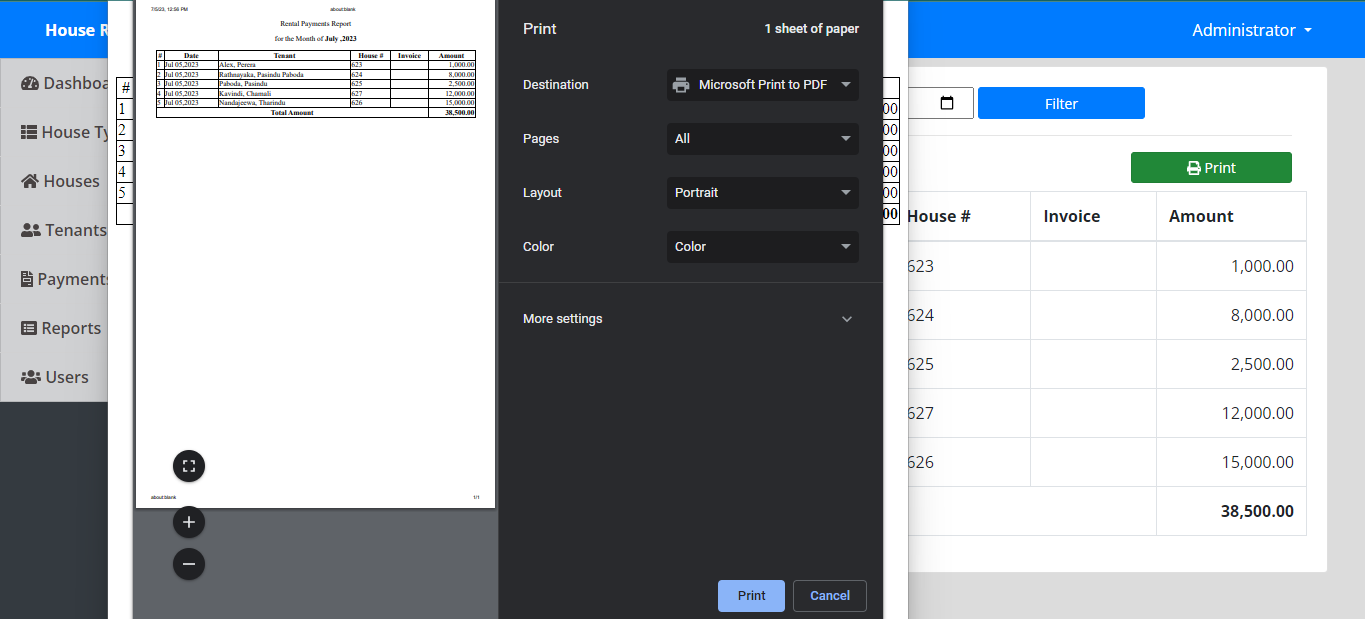 House R
Dashboa
House Ty
Houses
Tenants
Payments
Reports
Users
#
1
2
3
4
5
7/5/23, 12:56 PM about:blank
Rental Payments Report
for the Month of July ,2023
# Date Tenant House # Invoice Amount
1 Jul 05,2023 Alex, Perera 623 1,000.00
2 Jul 05,2023 Rathnayaka, Pasindu Paboda 624 8,000.00
3 Jul 05,2023 Paboda, Pasindu 625 2,500.00
4 Jul 05,2023 Kavindi, Chamali 627 12,000.00
5 Jul 05,2023 Nandajeewa, Tharindu 626 15,000.00
Total Amount 38,500.00
about:blank 1/1
Print 1 sheet of paper
Destination Microsoft Print to PDF
Pages All
Layout Portrait
Color Color
More settings
Print Cancel
00
00
00
00
00
00
Administrator
Filter
Print
House # Invoice Amount
623 1,000.00
624 8,000.00
625 2,500.00
627 12,000.00
626 15,000.00
38,500.00